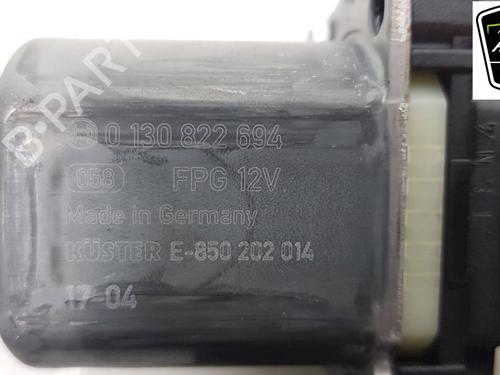 B-PARTS
0 130 822 694
058 FPG 12V.
Made in Germany
KÜSTER E-850 202 014
17-04